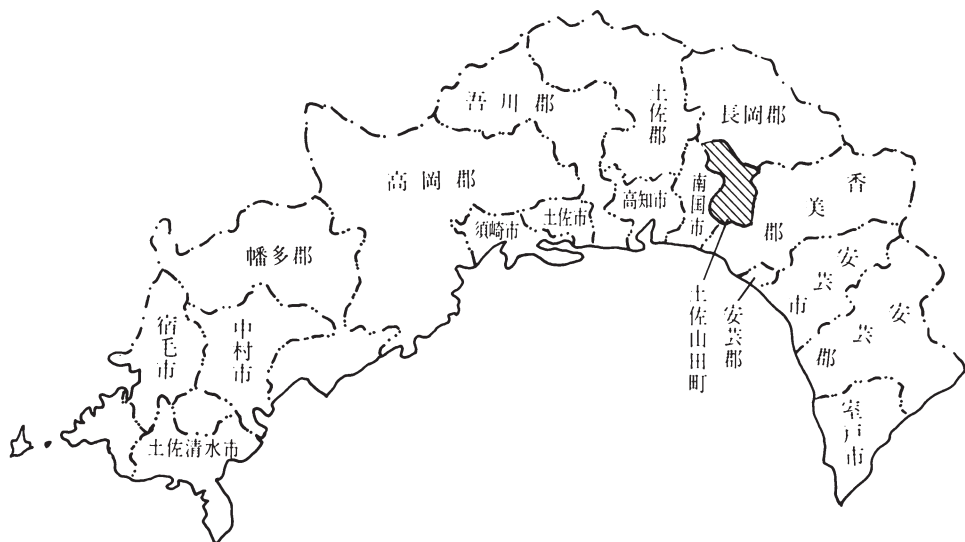 吾川郡
土佐郡
長岡郡
高岡郡
南国市
高知市
香美郡
須崎市
土佐市
幡多郡
安芸市
安芸郡
土佐山田町
安芸郡
宿毛市
中村市
室戸市
土佐清水市